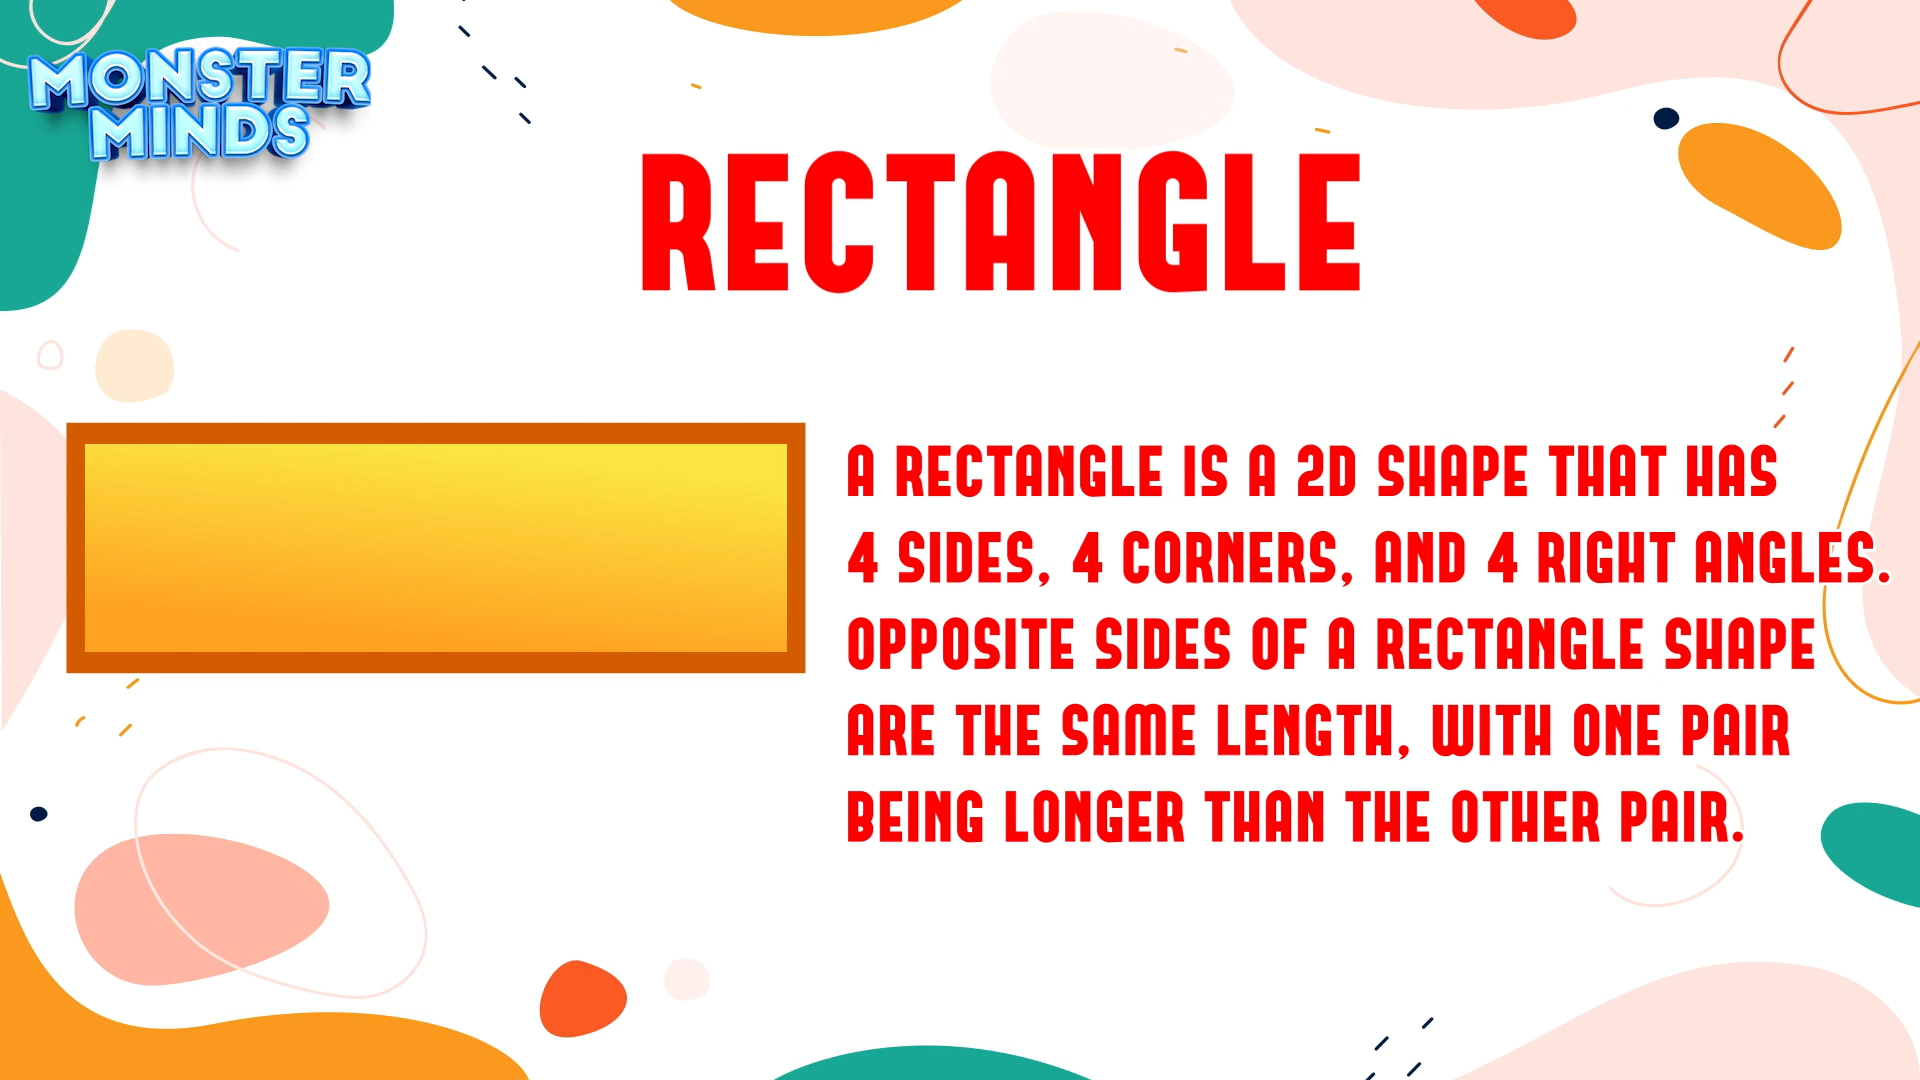 MONSTER
MINDS
RECTANGLE
A RECTANGLE IS A 2D SHAPE THAT HAS
4 SIDES, 4 CORNERS, AND 4 RIGHT ANGLES.
OPPOSITE SIDES OF A RECTANGLE SHAPE
ARE THE SAME LENGTH, WITH ONE PAIR
BEING LONGER THAN THE OTHER PAIR.